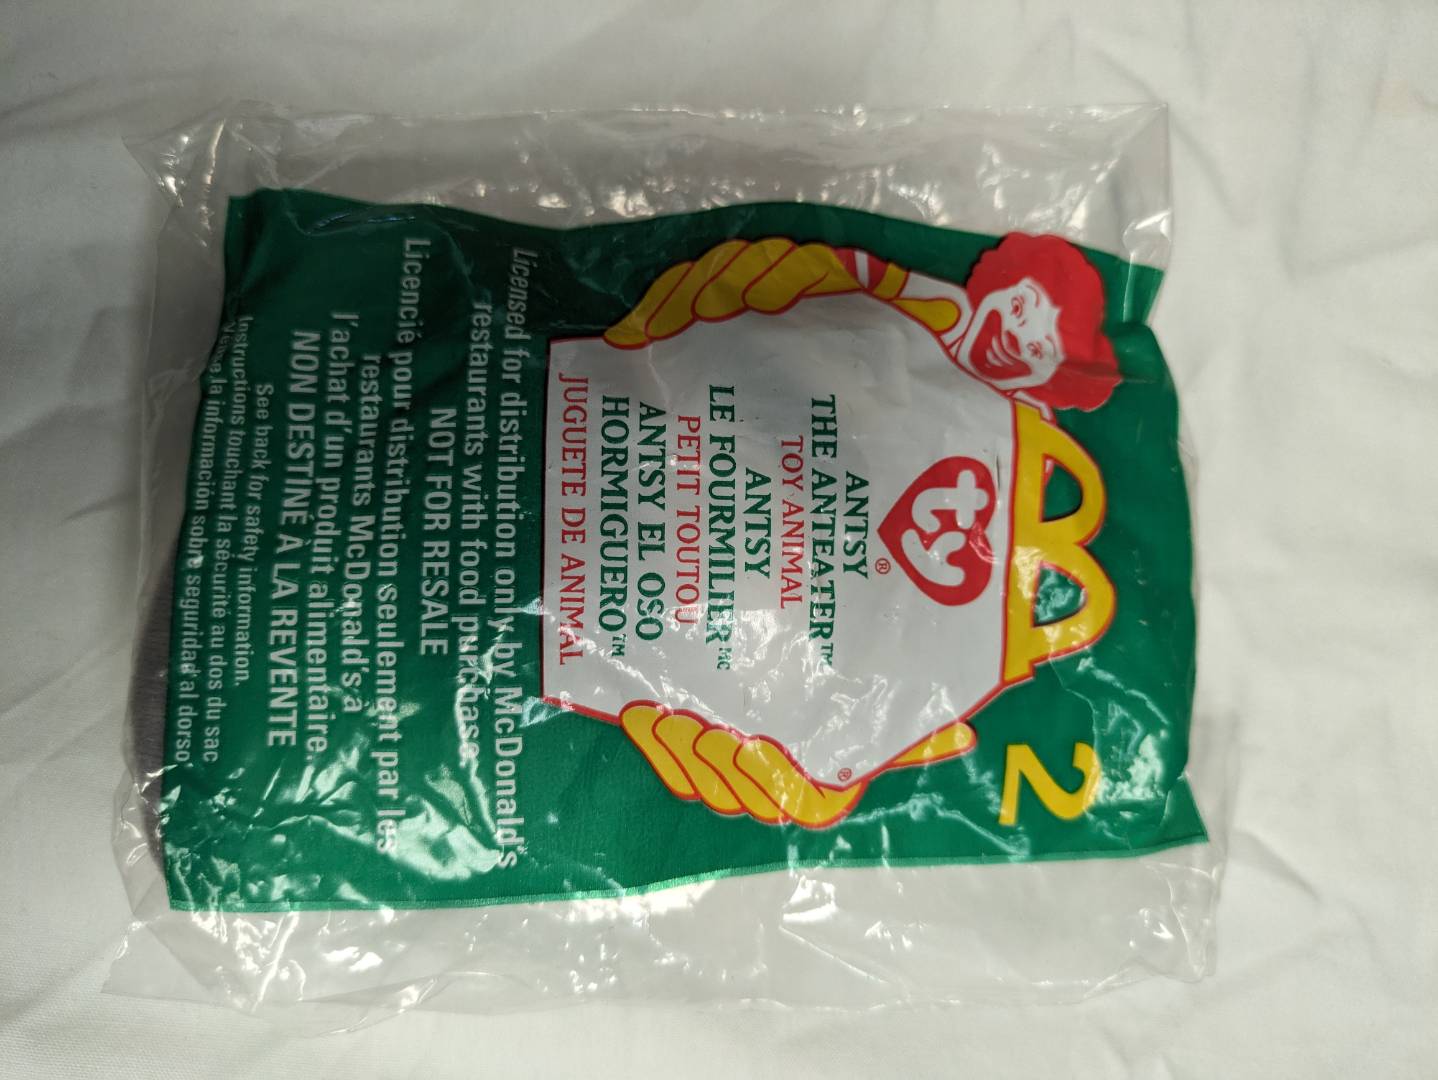 2
ty®
ANTSY
THE ANTEATER™
TOY ANIMAL
ANTSY
LE FOURMILIER MC
PETIT TOUTOU
ANTSY EL OSO
HORMIGUERO™
JUGUETE DE ANIMAL
®
Licensed for distribution only by McDonald's
restaurants with food purchase
NOT FOR RESALE
Licencié pour distribution seulement par les
restaurants McDonald's à
l'achat d'un produit alimentaire.
NON DESTINÉ À LA REVENTE
See back for safety information.
Instructions touchant la sécurité au dos du sac
Véase la información sobre seguridad al dorso